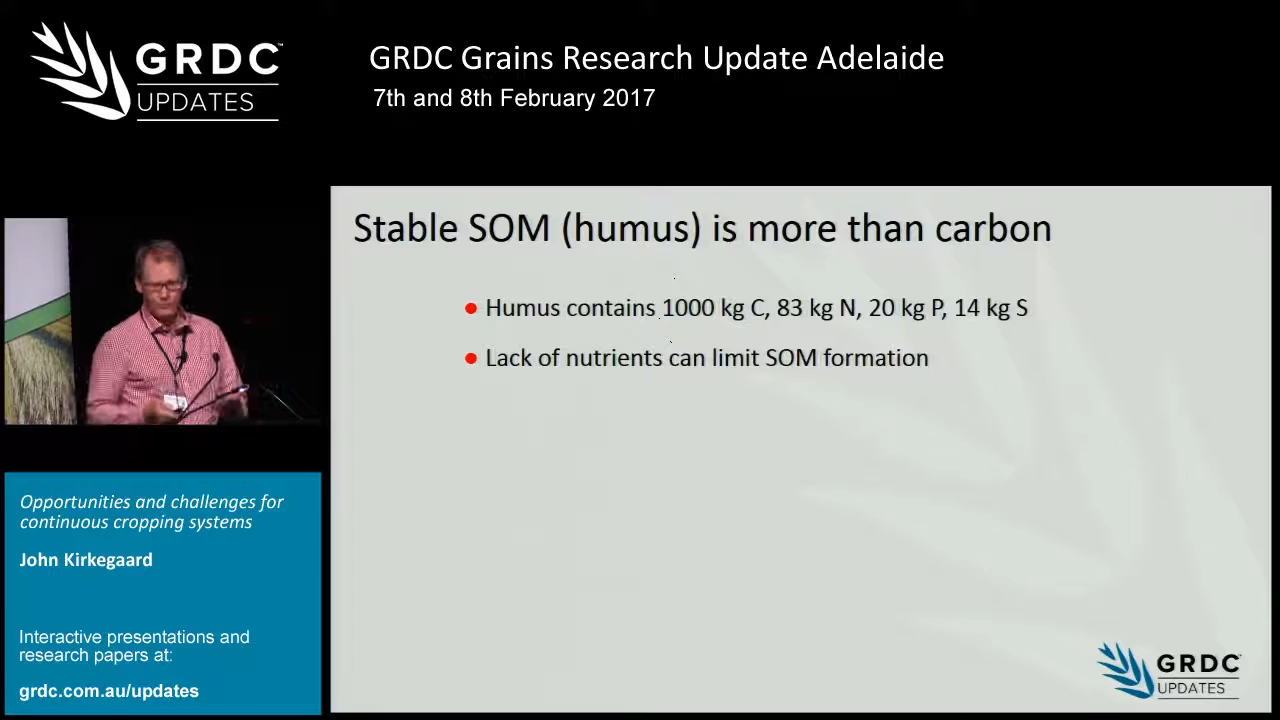 GRDC™
UPDATES
GRDC Grains Research Update Adelaide
7th and 8th February 2017
Stable SOM (humus) is more than carbon
● Humus contains 1000 kg C, 83 kg N, 20 kg P, 14 kg S
● Lack of nutrients can limit SOM formation
Opportunities and challenges for
continuous cropping systems
John Kirkegaard
Interactive presentations and
research papers at:
grdc.com.au/updates
GRDC™
UPDATES